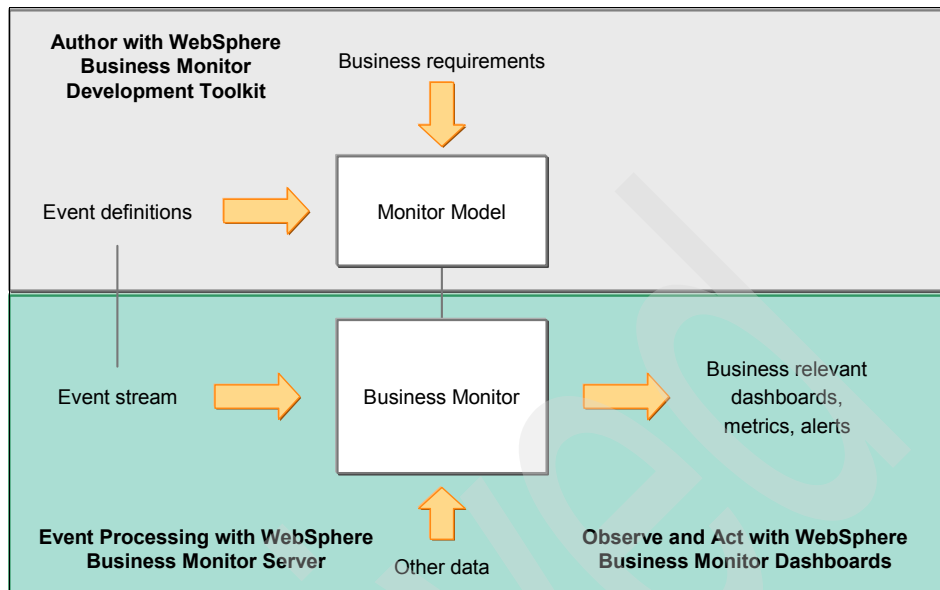 Author with WebSphere
Business Monitor
Development Toolkit
Business requirements
Event definitions
Monitor Model
Event stream
Business Monitor
Business relevant
dashboards,
metrics, alerts
Event Processing with WebSphere
Business Monitor Server
Other data
Observe and Act with WebSphere
Business Monitor Dashboards